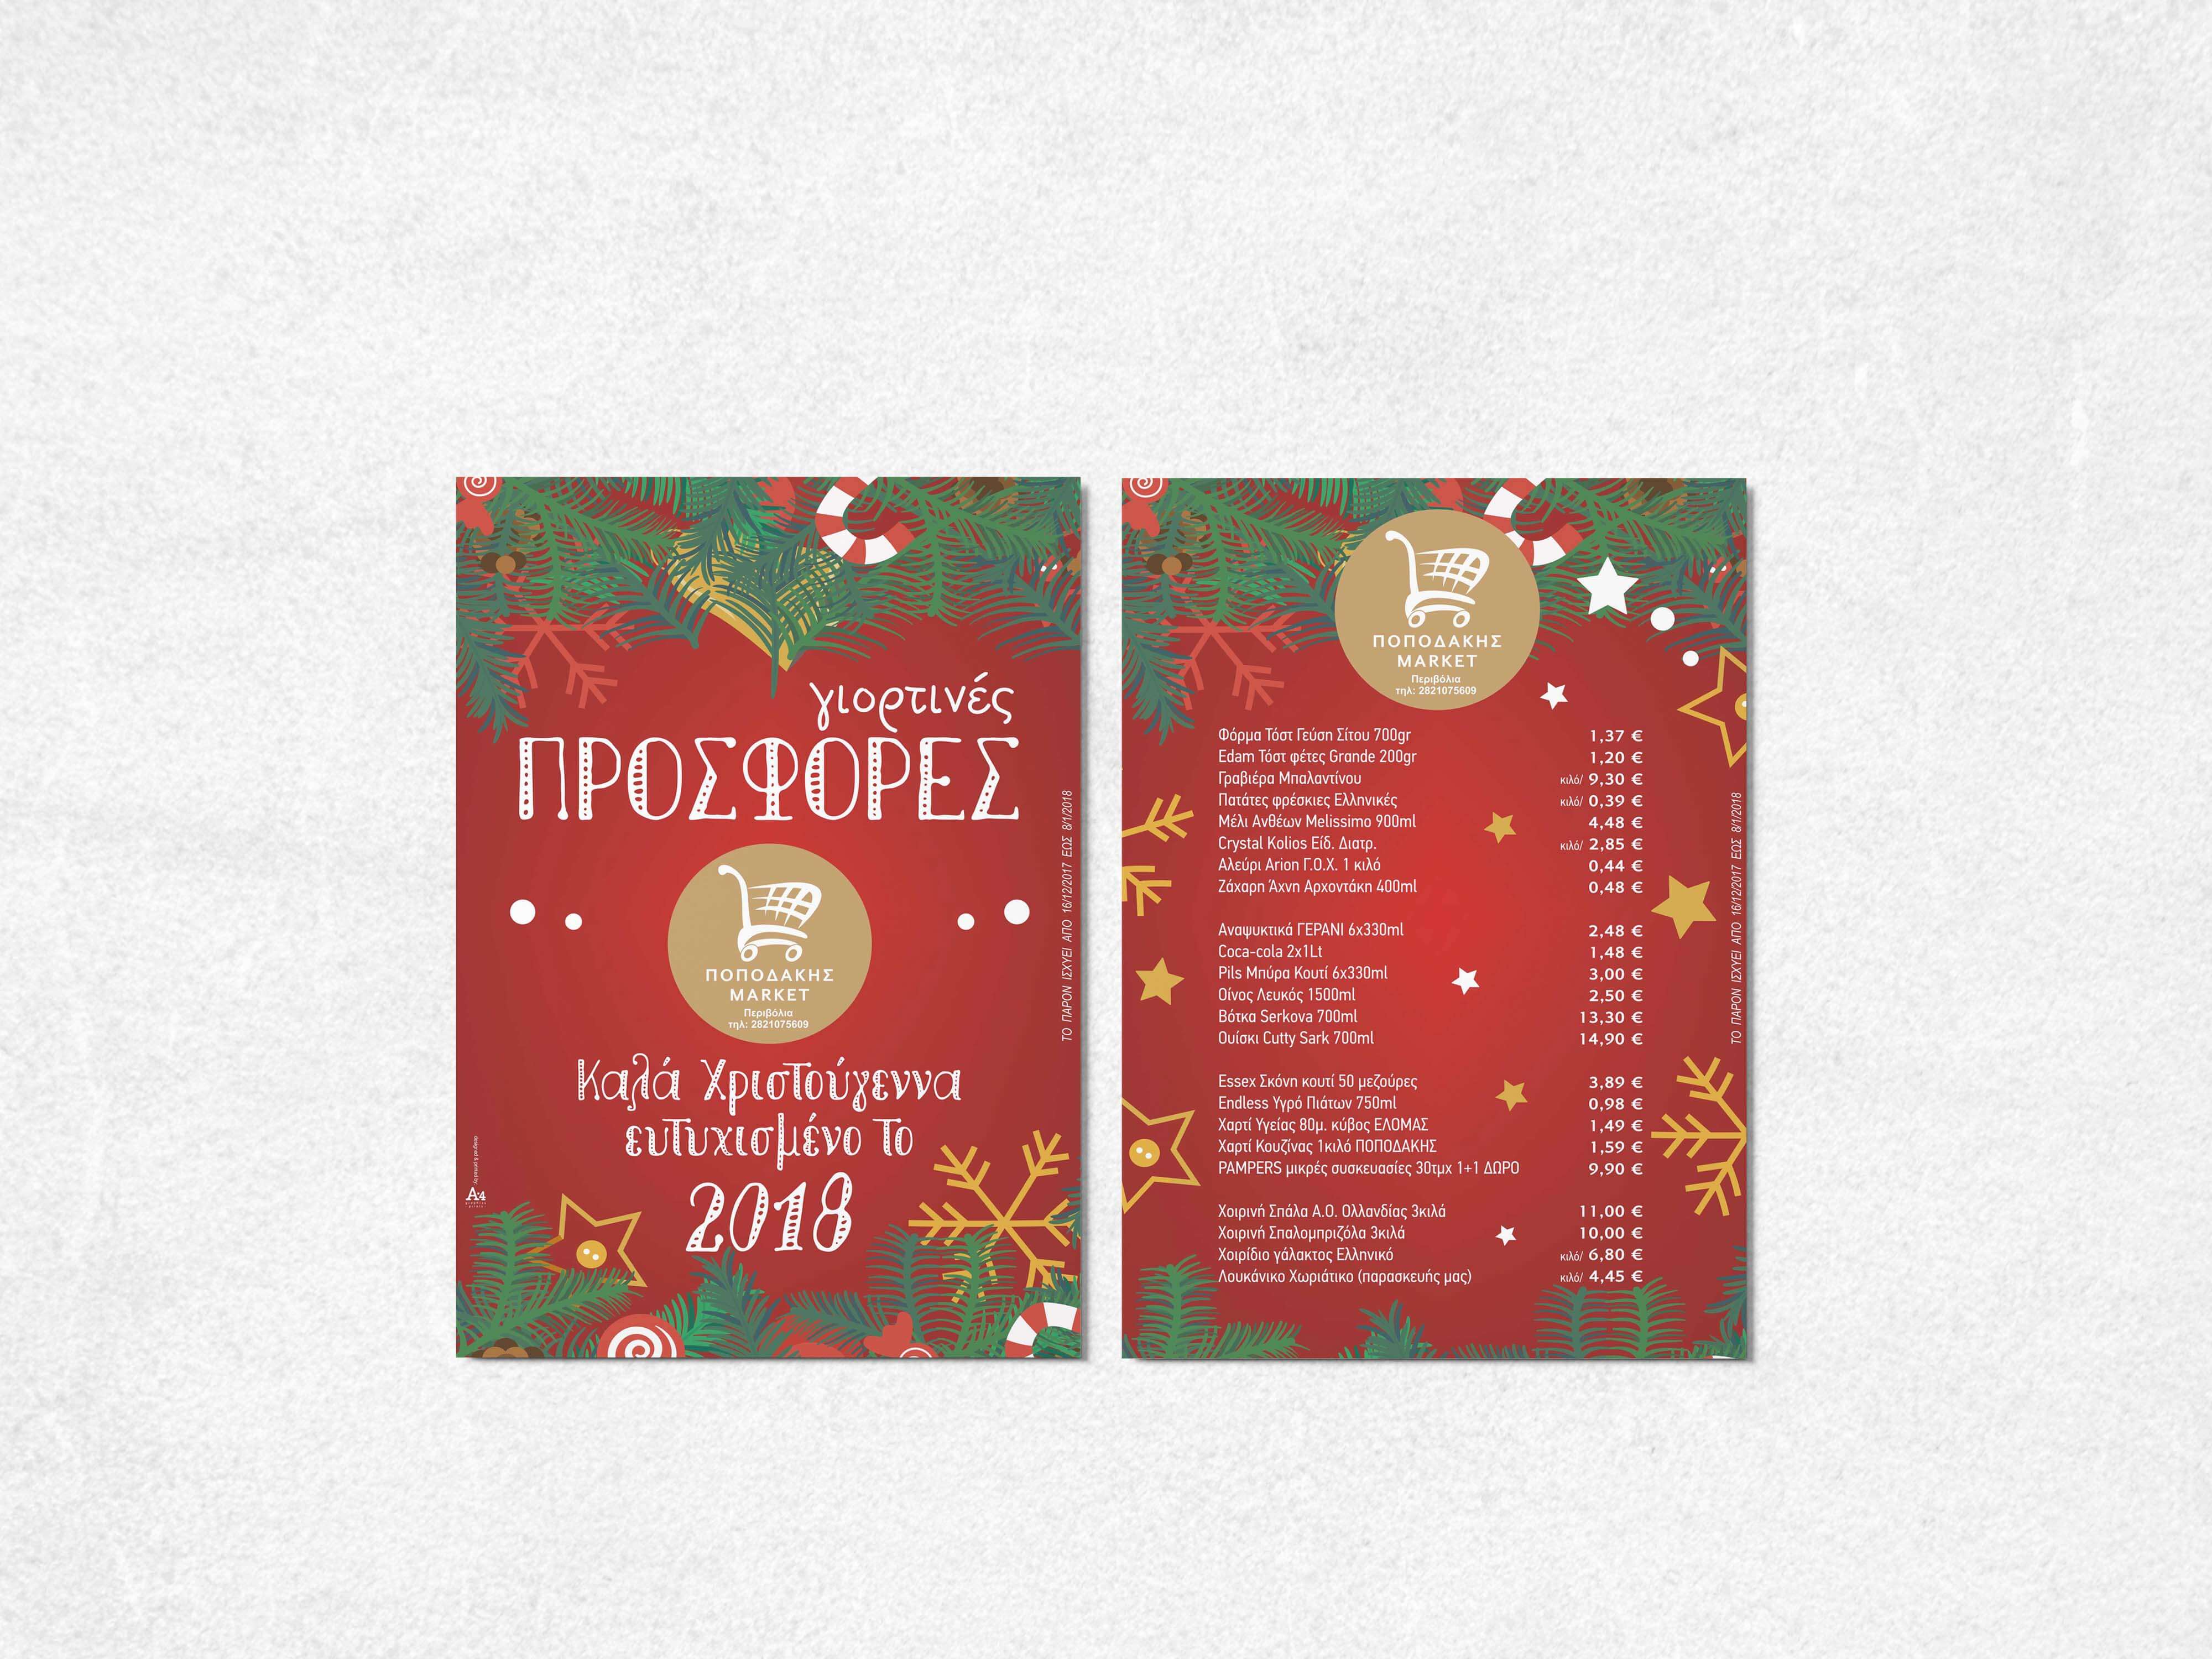 γιορτινές
ΠΡΟΣΦΟΡΕΣ
ΠΟΠΟΔΑΚΗΣ
MARKET
Περιβόλια
τηλ: 2821075609
Καλά Χριστούγεννα
ευτυχισμένο το
2018
ΤΟ ΠΑΡΟΝ ΙΣΧΥΕΙ ΑΠΟ 16/12/2017 ΕΩΣ 8/1/2018
designed & printed by
A4
ΠΟΠΟΔΑΚΗΣ
MARKET
Περιβόλια
τηλ: 2821075609
Φόρμα Τόστ Γεύση Σίτου 700gr 1,37 €
Edam Τόστ φέτες Grande 200gr 1,20 €
Γραβιέρα Μπαλαντίνου κιλό/ 9,30 €
Πατάτες φρέσκιες Ελληνικές κιλό/ 0,39 €
Μέλι Ανθέων Melissimo 900ml 4,48 €
Crystal Kolios Είδ. Διατρ. κιλό/ 2,85 €
Αλεύρι Arion Γ.Ο.Χ. 1 κιλό 0,44 €
Ζάχαρη Άχνη Αρχοντάκη 400ml 0,48 €
Αναψυκτικά ΓΕΡΑΝΙ 6x330ml 2,48 €
Coca-cola 2x1Lt 1,48 €
Pils Μπύρα Κουτί 6x330ml 3,00 €
Οίνος Λευκός 1500ml 2,50 €
Βότκα Serkova 700ml 13,30 €
Ουίσκι Cutty Sark 700ml 14,90 €
Essex Σκόνη κουτί 50 μεζούρες 3,89 €
Endless Υγρό Πιάτων 750ml 0,98 €
Χαρτί Υγείας 80μ. κύβος ΕΛΟΜΑΣ 1,49 €
Χαρτί Κουζίνας 1κιλό ΠΟΠΟΔΑΚΗΣ 1,59 €
PAMPERS μικρές συσκευασίες 30τμχ 1+1 ΔΩΡΟ 9,90 €
Χοιρινή Σπάλα Α.Ο. Ολλανδίας 3κιλά 11,00 €
Χοιρινή Σπαλομπριζόλα 3κιλά 10,00 €
Χοιρίδιο γάλακτος Ελληνικό κιλό/ 6,80 €
Λουκάνικο Χωριάτικο (παρασκευής μας) κιλό/ 4,45 €
ΤΟ ΠΑΡΟΝ ΙΣΧΥΕΙ ΑΠΟ 16/12/2017 ΕΩΣ 8/1/2018